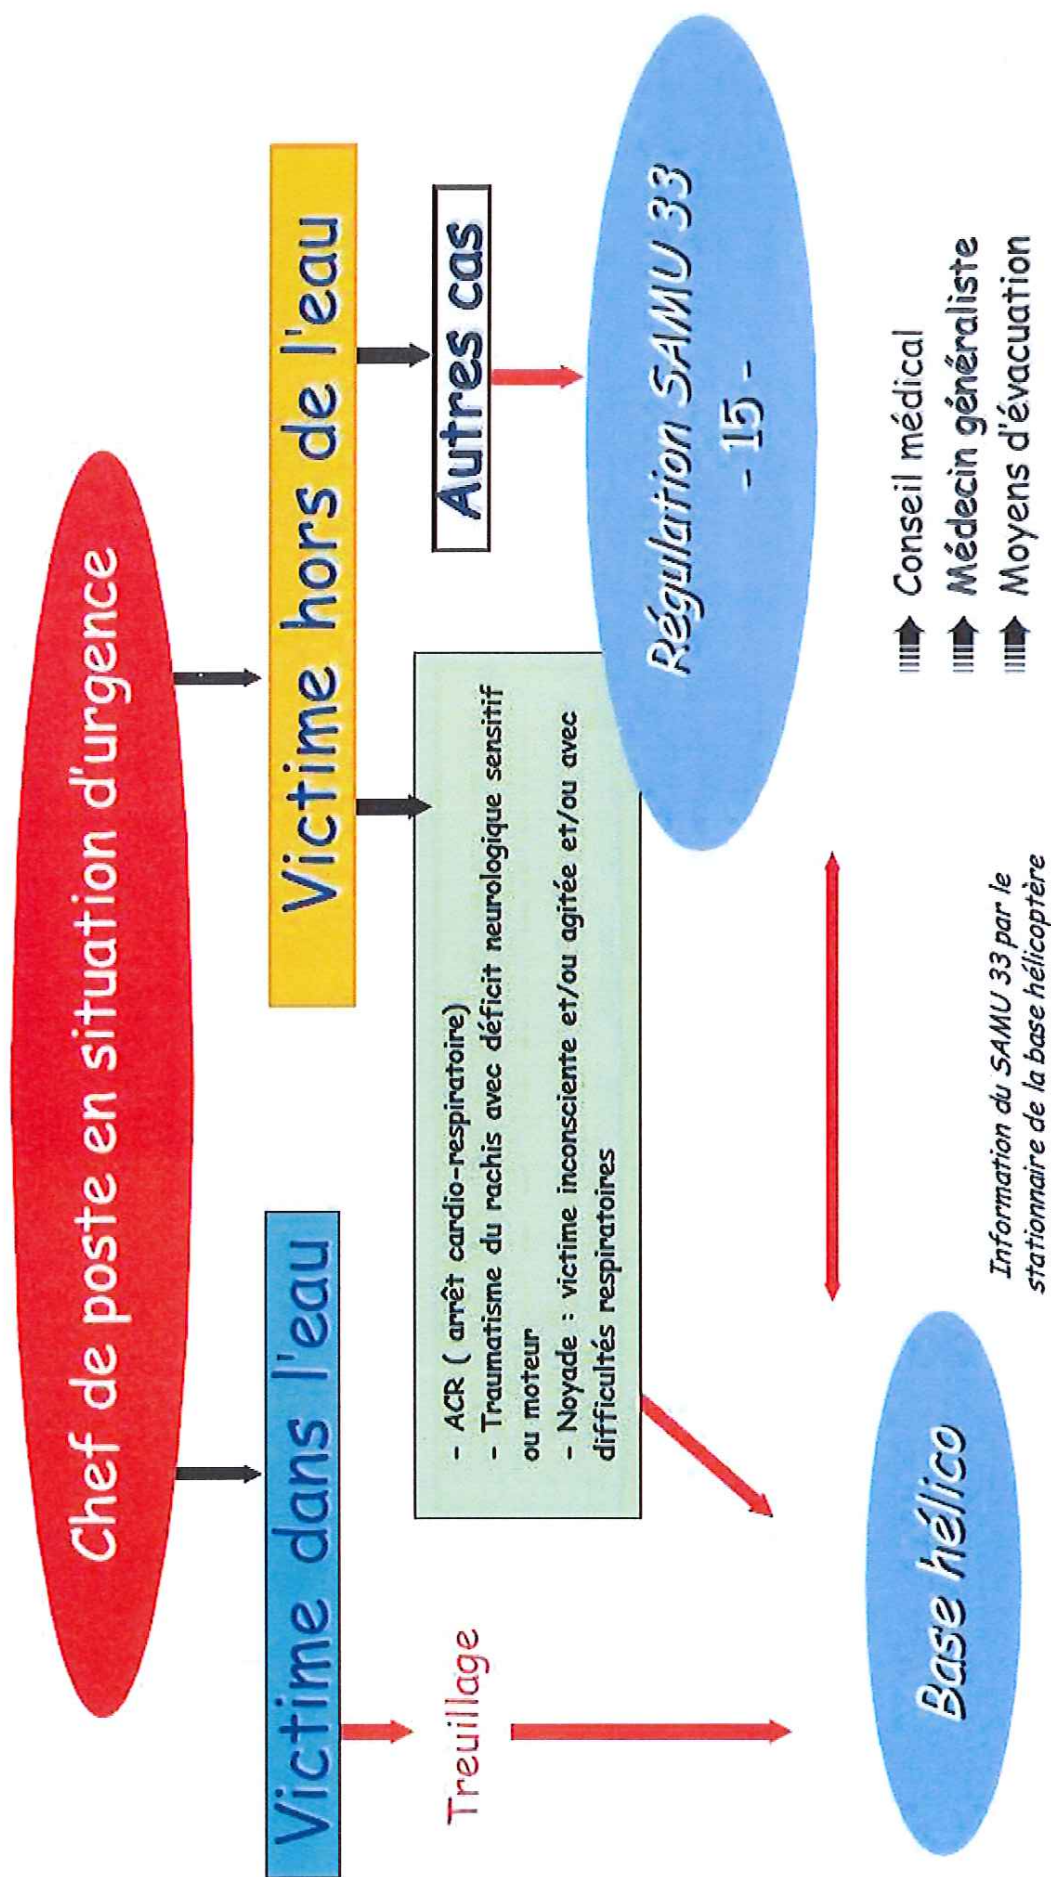 Chef de poste en situation d'urgence
Victime dans l'eau
Victime hors de l'eau
Treuillage
- ACR ( arrêt cardio-respiratoire)
- Traumatisme du rachis avec déficit neurologique sensitif
ou moteur
- Noyade : victime inconsciente et/ou agitée et/ou avec
difficultés respiratoires
Autres cas
Régulation SAMU 33
- 15 -
Base hélico
Information du SAMU 33 par le
stationnaire de la base hélicoptère
Conseil médical
Médecin généraliste
Moyens d'évacuation